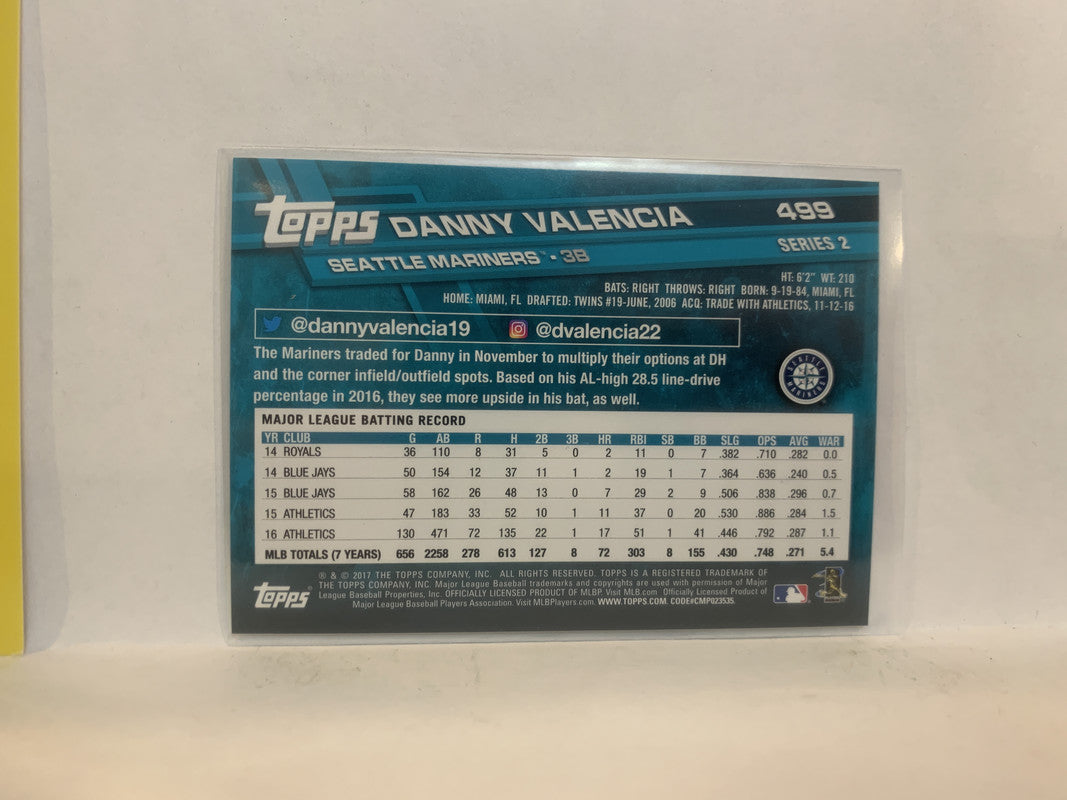 TOPPS DANNY VALENCIA 499
SEATTLE MARINERS™ • 3B SERIES 2
HT: 6'2" WT: 210
BATS: RIGHT THROWS: RIGHT BORN: 9-19-84, MIAMI, FL
HOME: MIAMI, FL DRAFTED: TWINS #19-JUNE, 2006 ACQ: TRADE WITH ATHLETICS, 11-12-16
@dannyvalencia19 @dvalencia22
The Mariners traded for Danny in November to multiply their options at DH
and the corner infield/outfield spots. Based on his AL-high 28.5 line-drive
percentage in 2016, they see more upside in his bat, as well.
SEATTLE MARINERS
MAJOR LEAGUE BATTING RECORD
YR CLUB G AB R H 2B 3B HR RBI SB BB SLG OPS AVG WAR
14 ROYALS 36 110 8 31 5 0 2 11 0 7 .382 .710 .282 0.0
14 BLUE JAYS 50 154 12 37 11 1 2 19 1 7 .364 .636 .240 0.5
15 BLUE JAYS 58 162 26 48 13 0 7 29 2 9 .506 .838 .296 0.7
15 ATHLETICS 47 183 33 52 10 1 11 37 0 20 .530 .886 .284 1.5
16 ATHLETICS 130 471 72 135 22 1 17 51 1 41 .446 .792 .287 1.1
MLB TOTALS (7 YEARS) 656 2258 278 613 127 8 72 303 8 155 .430 .748 .271 5.4
® & © 2017 THE TOPPS COMPANY, INC. ALL RIGHTS RESERVED. TOPPS IS A REGISTERED TRADEMARK OF
THE TOPPS COMPANY, INC. Major League Baseball trademarks and copyrights are used with permission of Major
League Baseball Properties, Inc. OFFICIALLY LICENSED PRODUCT OF MLBP. Visit MLB.com Officially Licensed Product of
Major League Baseball Players Association. Visit MLBPlayers.com. WWW.TOPPS.COM. CODE#CMP023535.
TOPPS